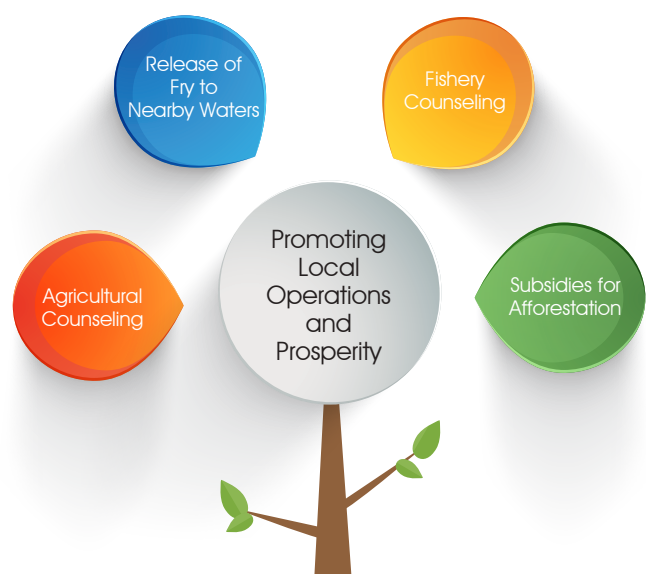 Release of
Fry to
Nearby Waters
Fishery
Counseling
Promoting
Local
Operations
and
Prosperity
Agricultural
Counseling
Subsidies for
Afforestation